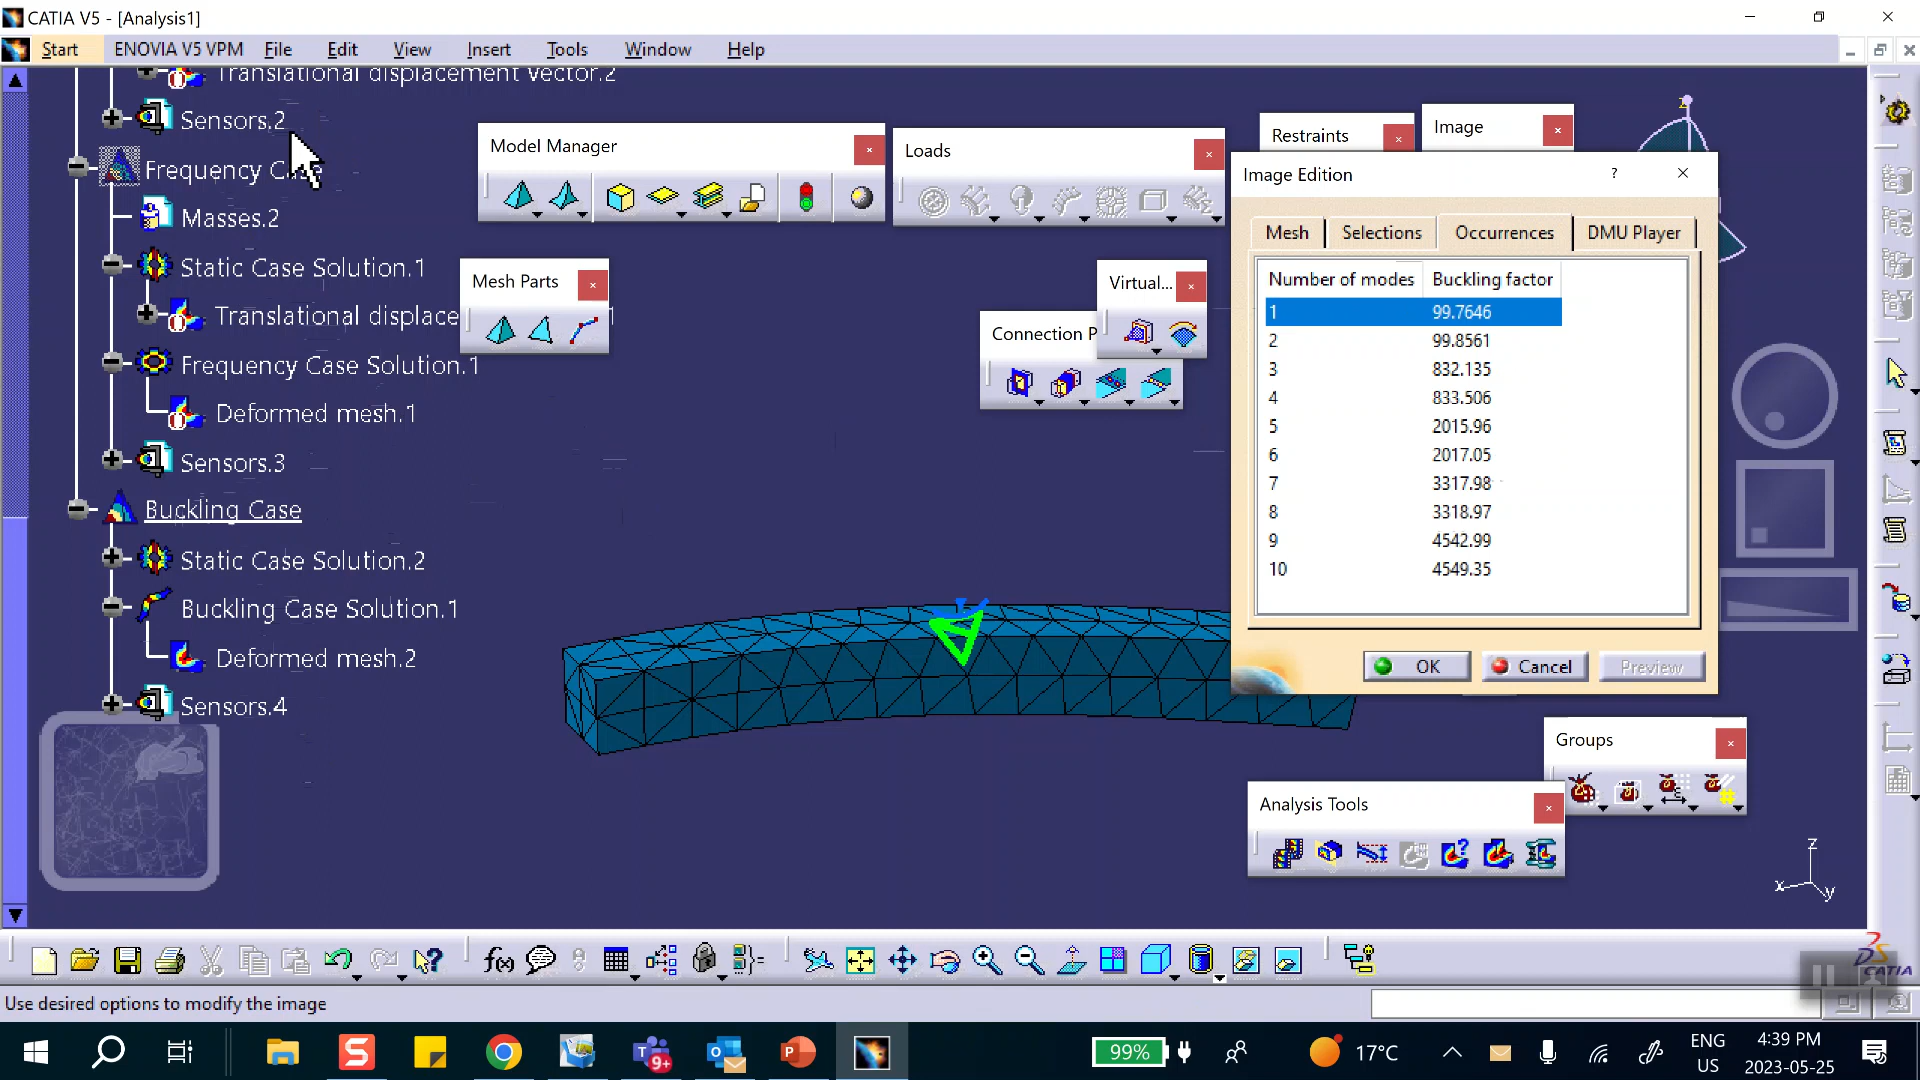 CATIA V5 - [Analysis1]
Start ENOVIA V5 VPM File Edit View Insert Tools Window Help
Translational displacement vector.2
Sensors.2
Frequency Case
Masses.2
Static Case Solution.1
Translational displace
1
Frequency Case Solution.1
Deformed mesh.1
Sensors.3
Buckling Case
Static Case Solution.2
Buckling Case Solution.1
Deformed mesh.2
Sensors.4
Model Manager
Loads
Restraints
Image
Mesh Parts
Virtual...
Connection P
Image Edition ?
Mesh Selections Occurrences DMU Player
Number of modes Buckling factor
1 99.7646
2 99.8561
3 832.135
4 833.506
5 2015.96
6 2017.05
7 3317.98
8 3318.97
9 4542.99
10 4549.35
OK Cancel Preview
Groups
Analysis Tools
z
x y
f(x)
CATIA
Use desired options to modify the image
S
9+
P
99%
17°C
ENG
US
4:39 PM
2023-05-25